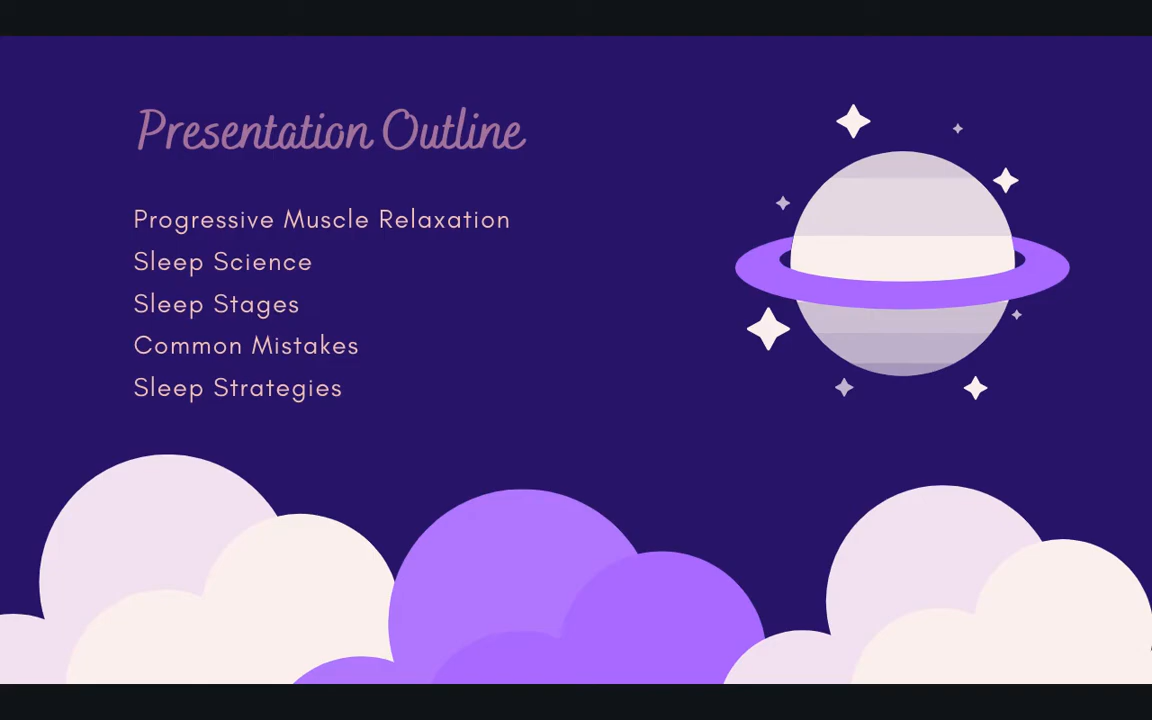 Presentation Outline
Progressive Muscle Relaxation
Sleep Science
Sleep Stages
Common Mistakes
Sleep Strategies